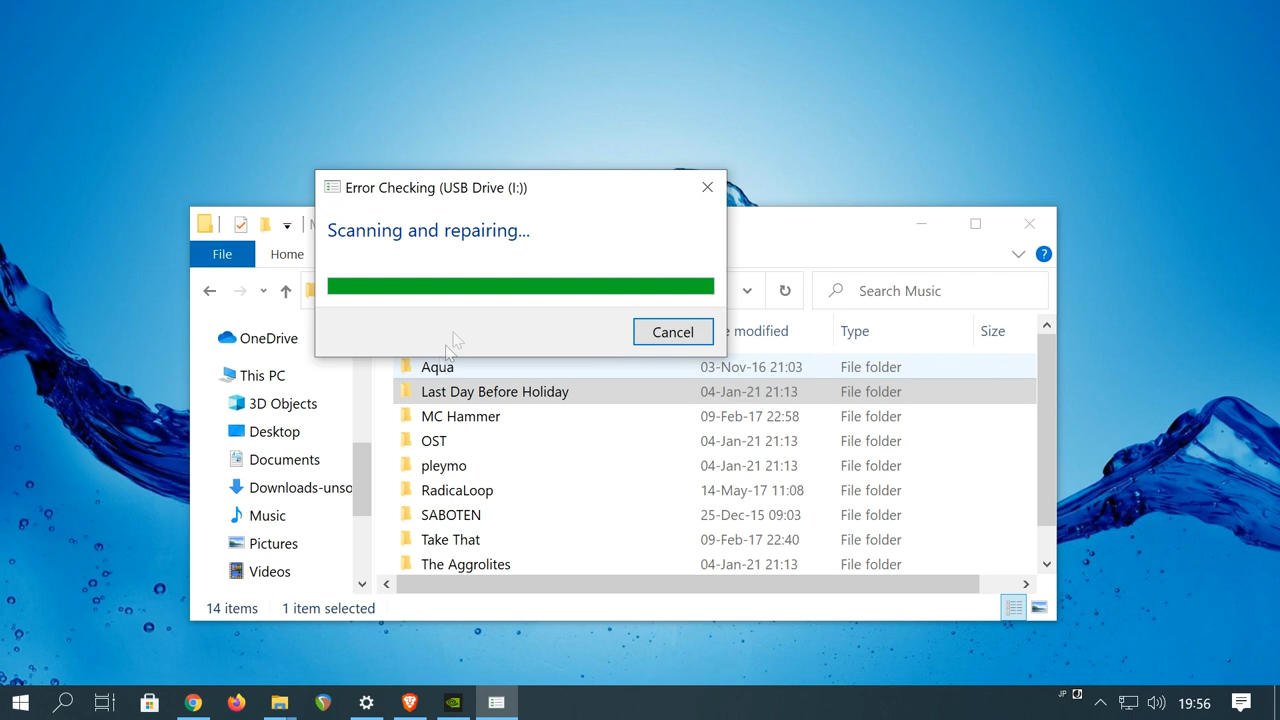 Error Checking (USB Drive (I:))
Scanning and repairing...
Cancel
File
Home
Search Music
modified
Type
Size
OneDrive
This PC
3D Objects
Desktop
Documents
Downloads-unso
Music
Pictures
Videos
Aqua 03-Nov-16 21:03 File folder
Last Day Before Holiday 04-Jan-21 21:13 File folder
MC Hammer 09-Feb-17 22:58 File folder
OST 04-Jan-21 21:13 File folder
pleymo 04-Jan-21 21:13 File folder
RadicaLoop 14-May-17 11:08 File folder
SABOTEN 25-Dec-15 09:03 File folder
Take That 09-Feb-17 22:40 File folder
The Aggrolites 04-Jan-21 21:13 File folder
14 items 1 item selected
JP
19:56